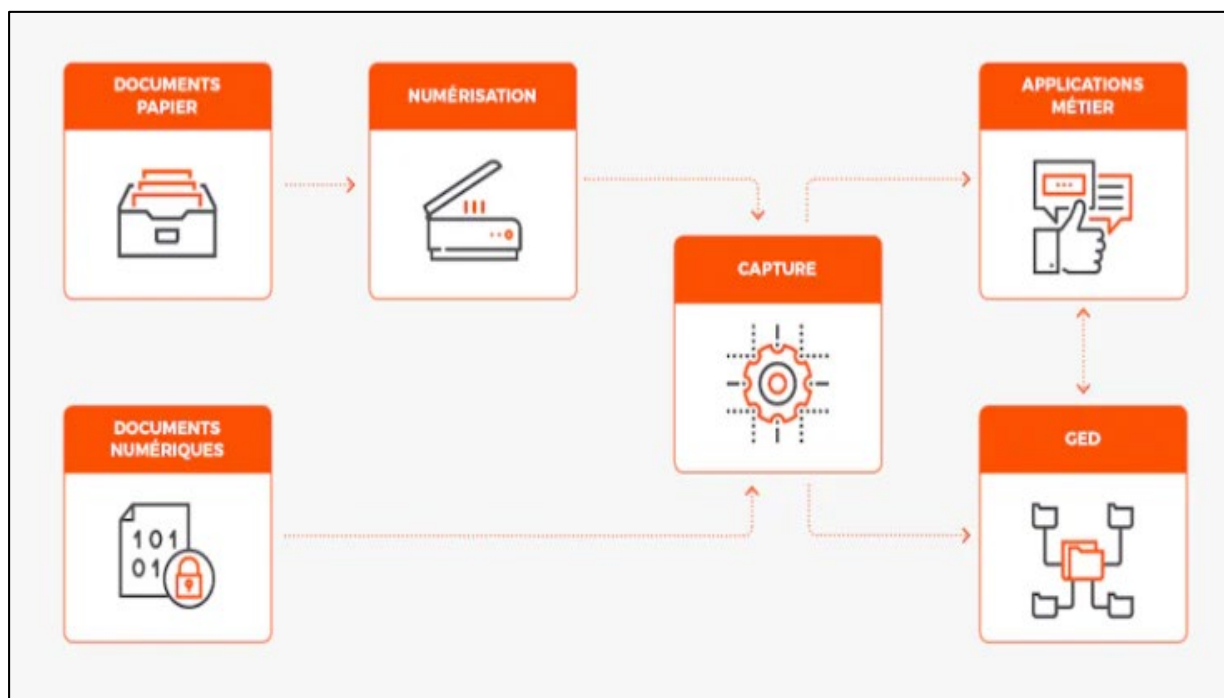 DOCUMENTS
PAPIER
NUMÉRISATION
APPLICATIONS
MÉTIER
CAPTURE
DOCUMENTS
NUMÉRIQUES
101
01
GED